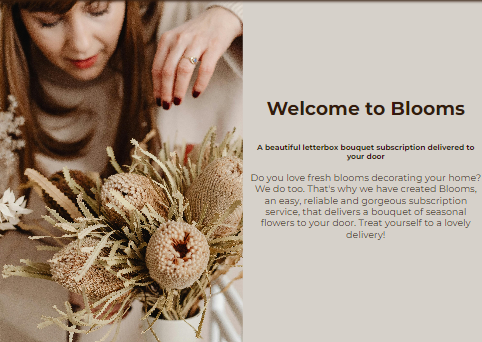 Welcome to Blooms
A beautiful letterbox bouquet subscription delivered to
your door
Do you love fresh blooms decorating your home?
We do too. That's why we have created Blooms,
an easy, reliable and gorgeous subscription
service, that delivers a bouquet of seasonal
flowers to your door. Treat yourself to a lovely
delivery!